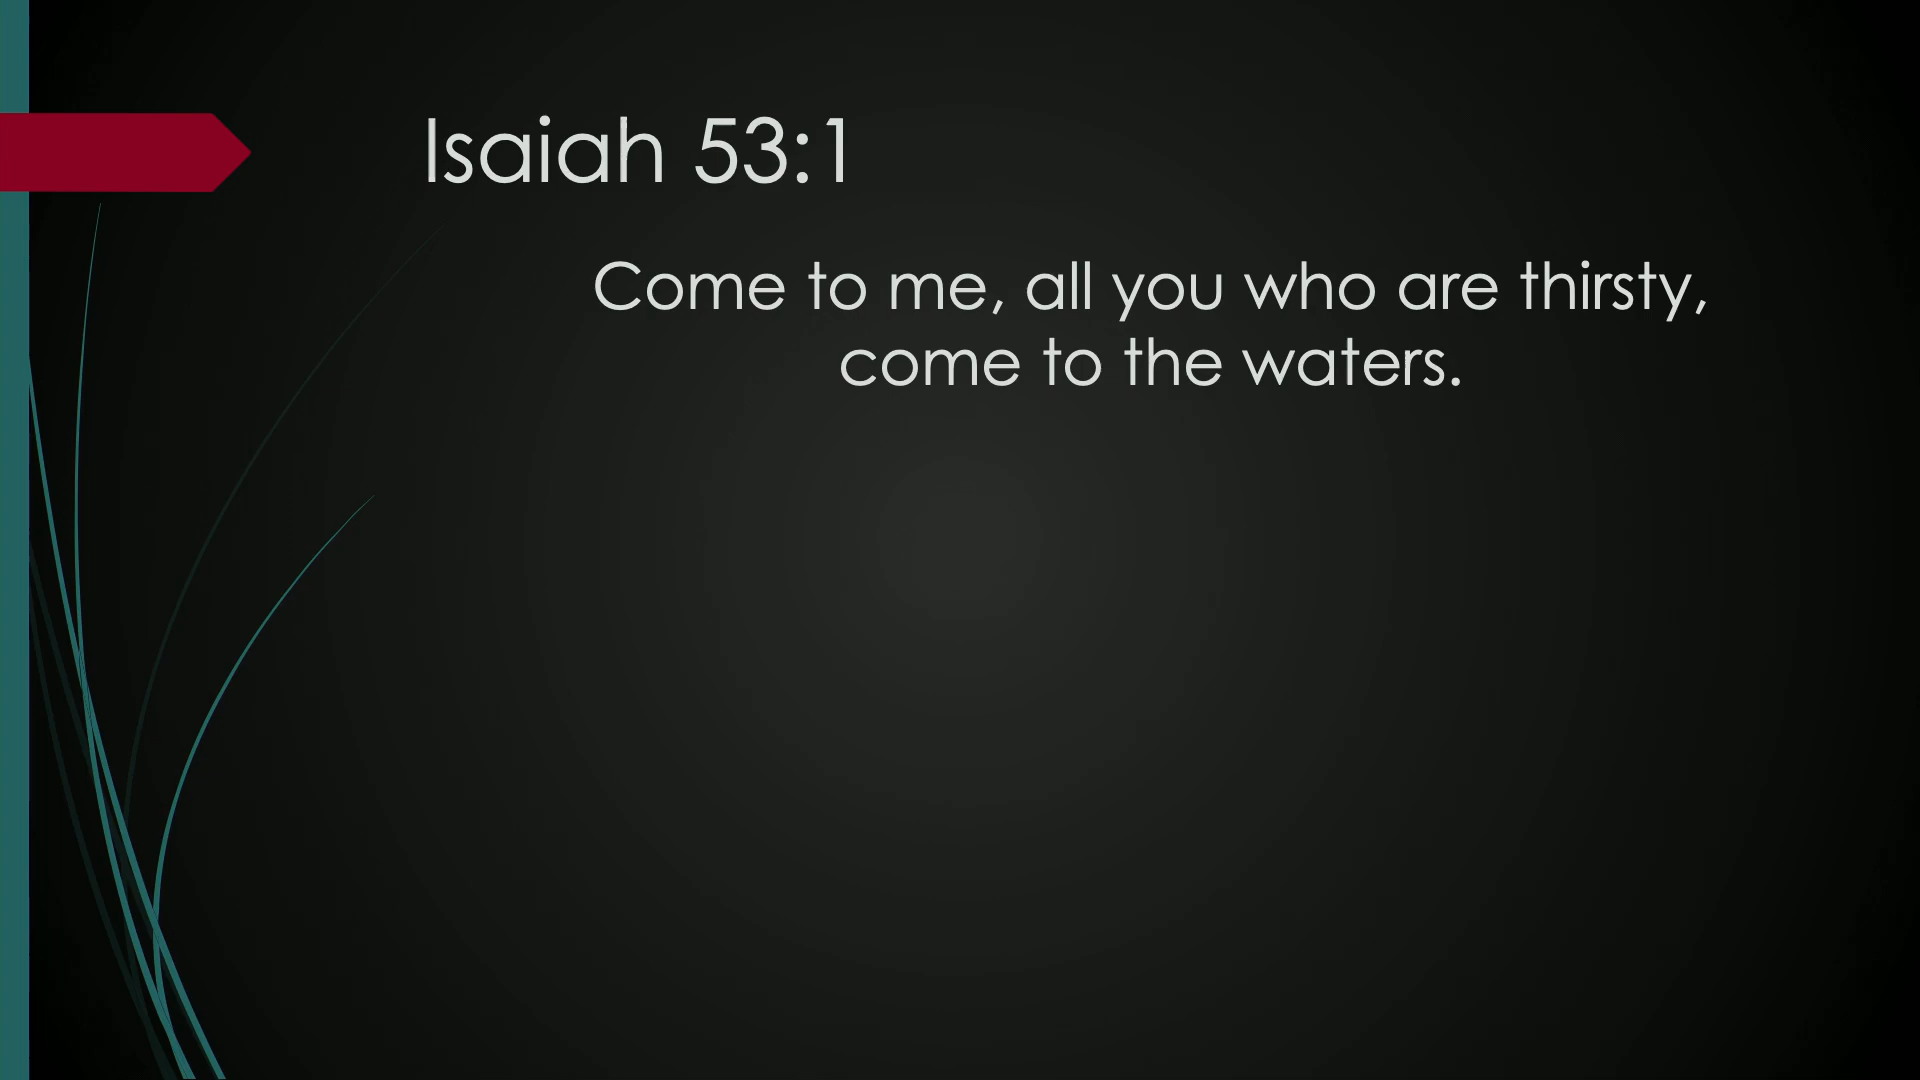 Isaiah 53:1
Come to me, all you who are thirsty,
come to the waters.